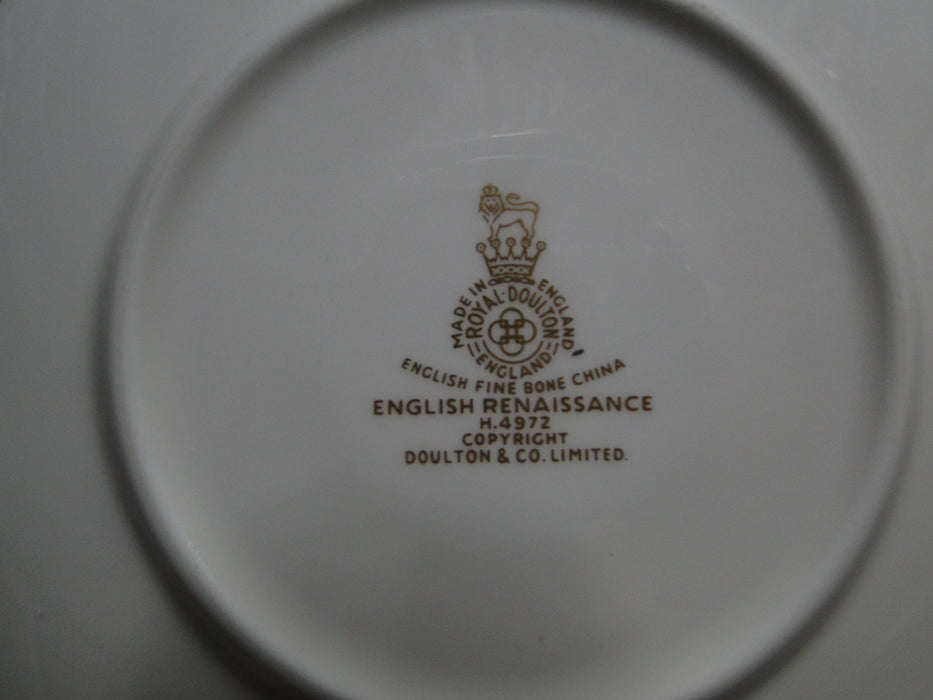 MADE IN ENGLAND
ROYAL·DOULTON
ENGLAND
ENGLISH FINE BONE CHINA
ENGLISH RENAISSANCE
H.4972
COPYRIGHT
DOULTON & CO. LIMITED.